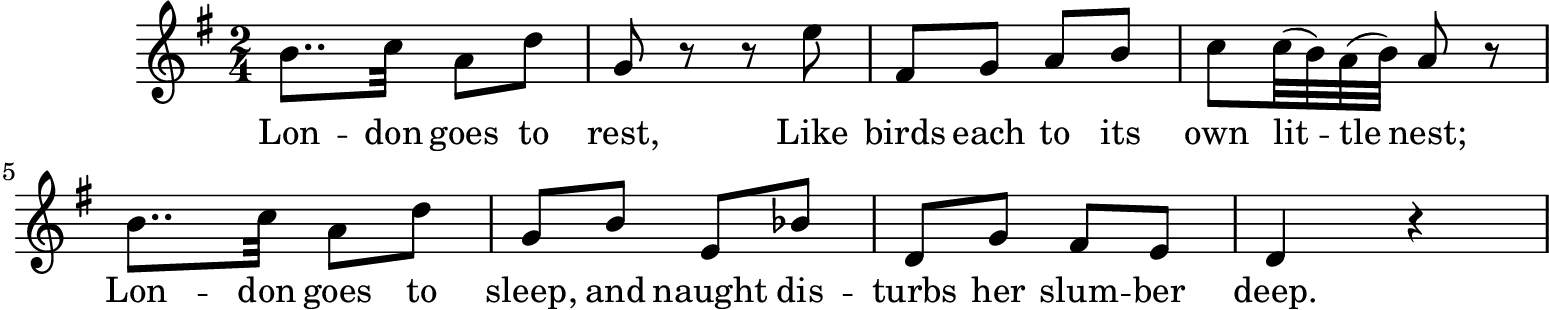 2
4
Lon -- don goes to rest, Like birds each to its own lit -- tle nest;
5
Lon -- don goes to sleep, and naught dis -- turbs her slum -- ber deep.